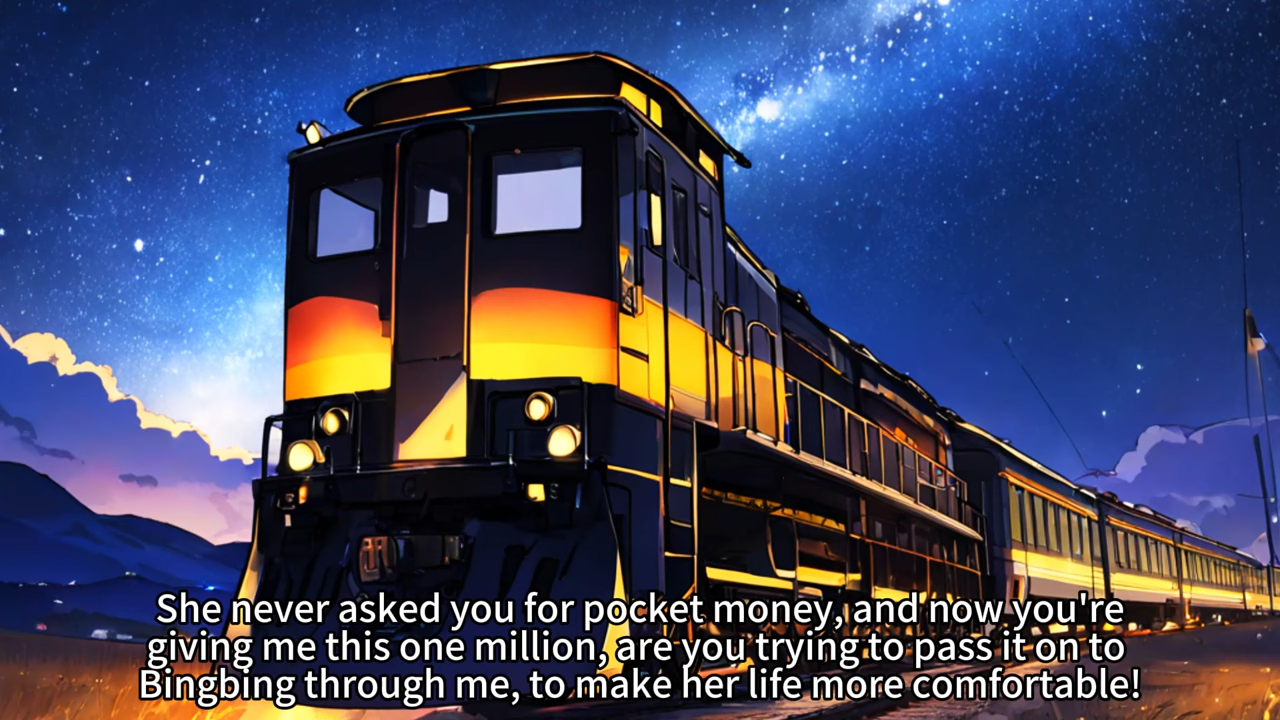 She never asked you for pocket money, and now you're
giving me this one million, are you trying to pass it on to
Bingbing through me, to make her life more comfortable!